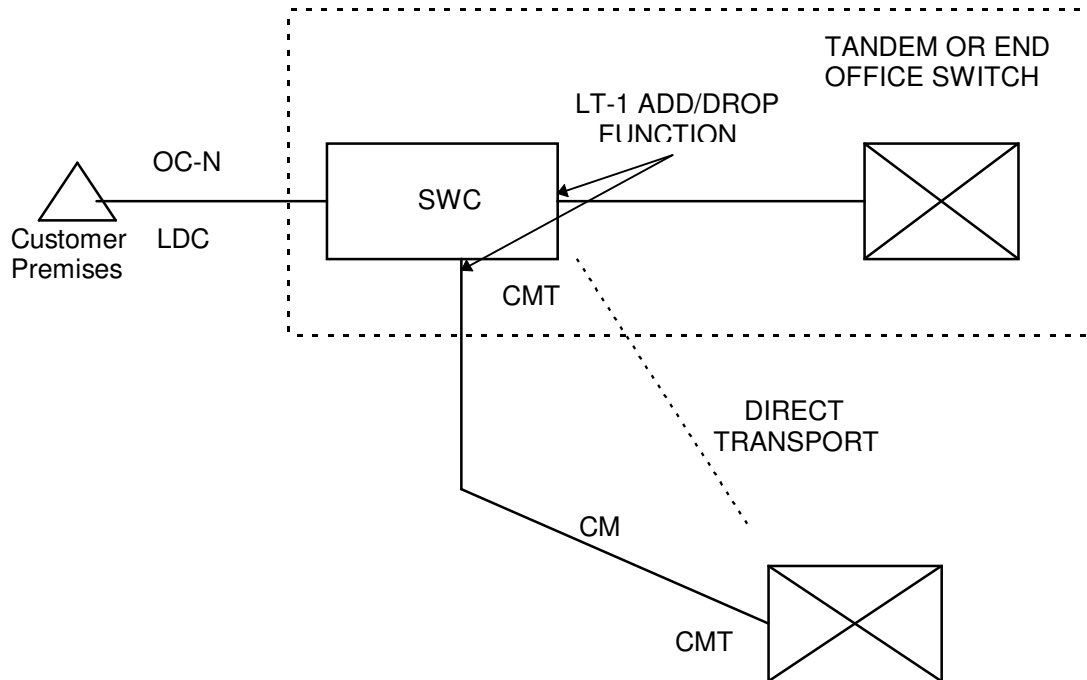 TANDEM OR END
OFFICE SWITCH
LT-1 ADD/DROP
FUNCTION
OC-N
SWC
LDC
Customer
Premises
CMT
DIRECT
TRANSPORT
CM
CMT